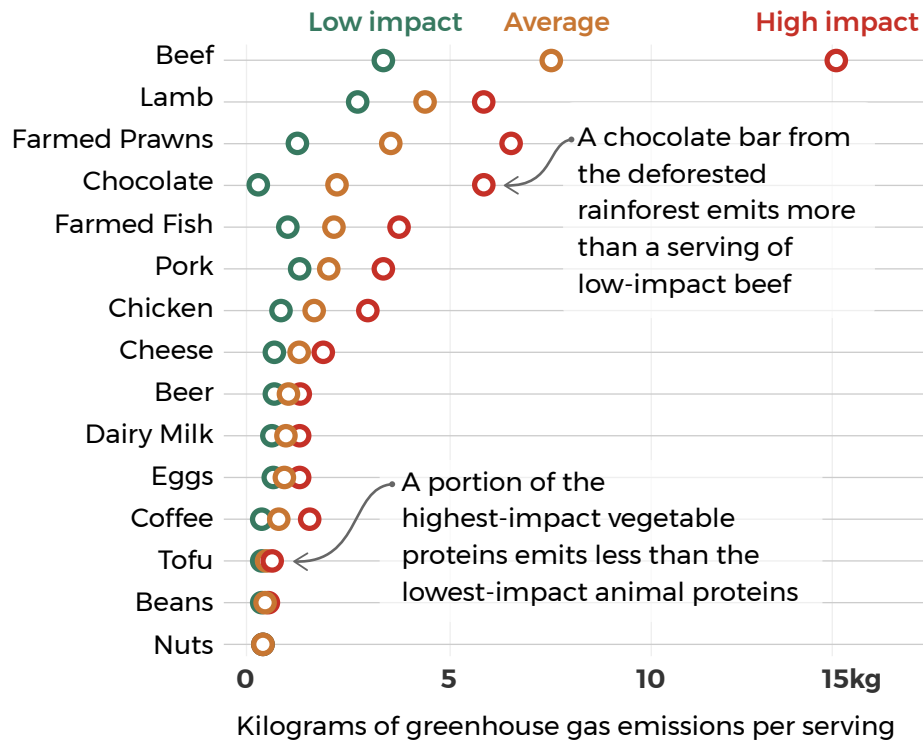 Low impact
Average
High impact
Beef
Lamb
Farmed Prawns
Chocolate
Farmed Fish
Pork
Chicken
Cheese
Beer
Dairy Milk
Eggs
Coffee
Tofu
Beans
Nuts
A chocolate bar from
the deforested
rainforest emits more
than a serving of
low-impact beef
A portion of the
highest-impact vegetable
proteins emits less than the
lowest-impact animal proteins
0
5
10
15kg
Kilograms of greenhouse gas emissions per serving